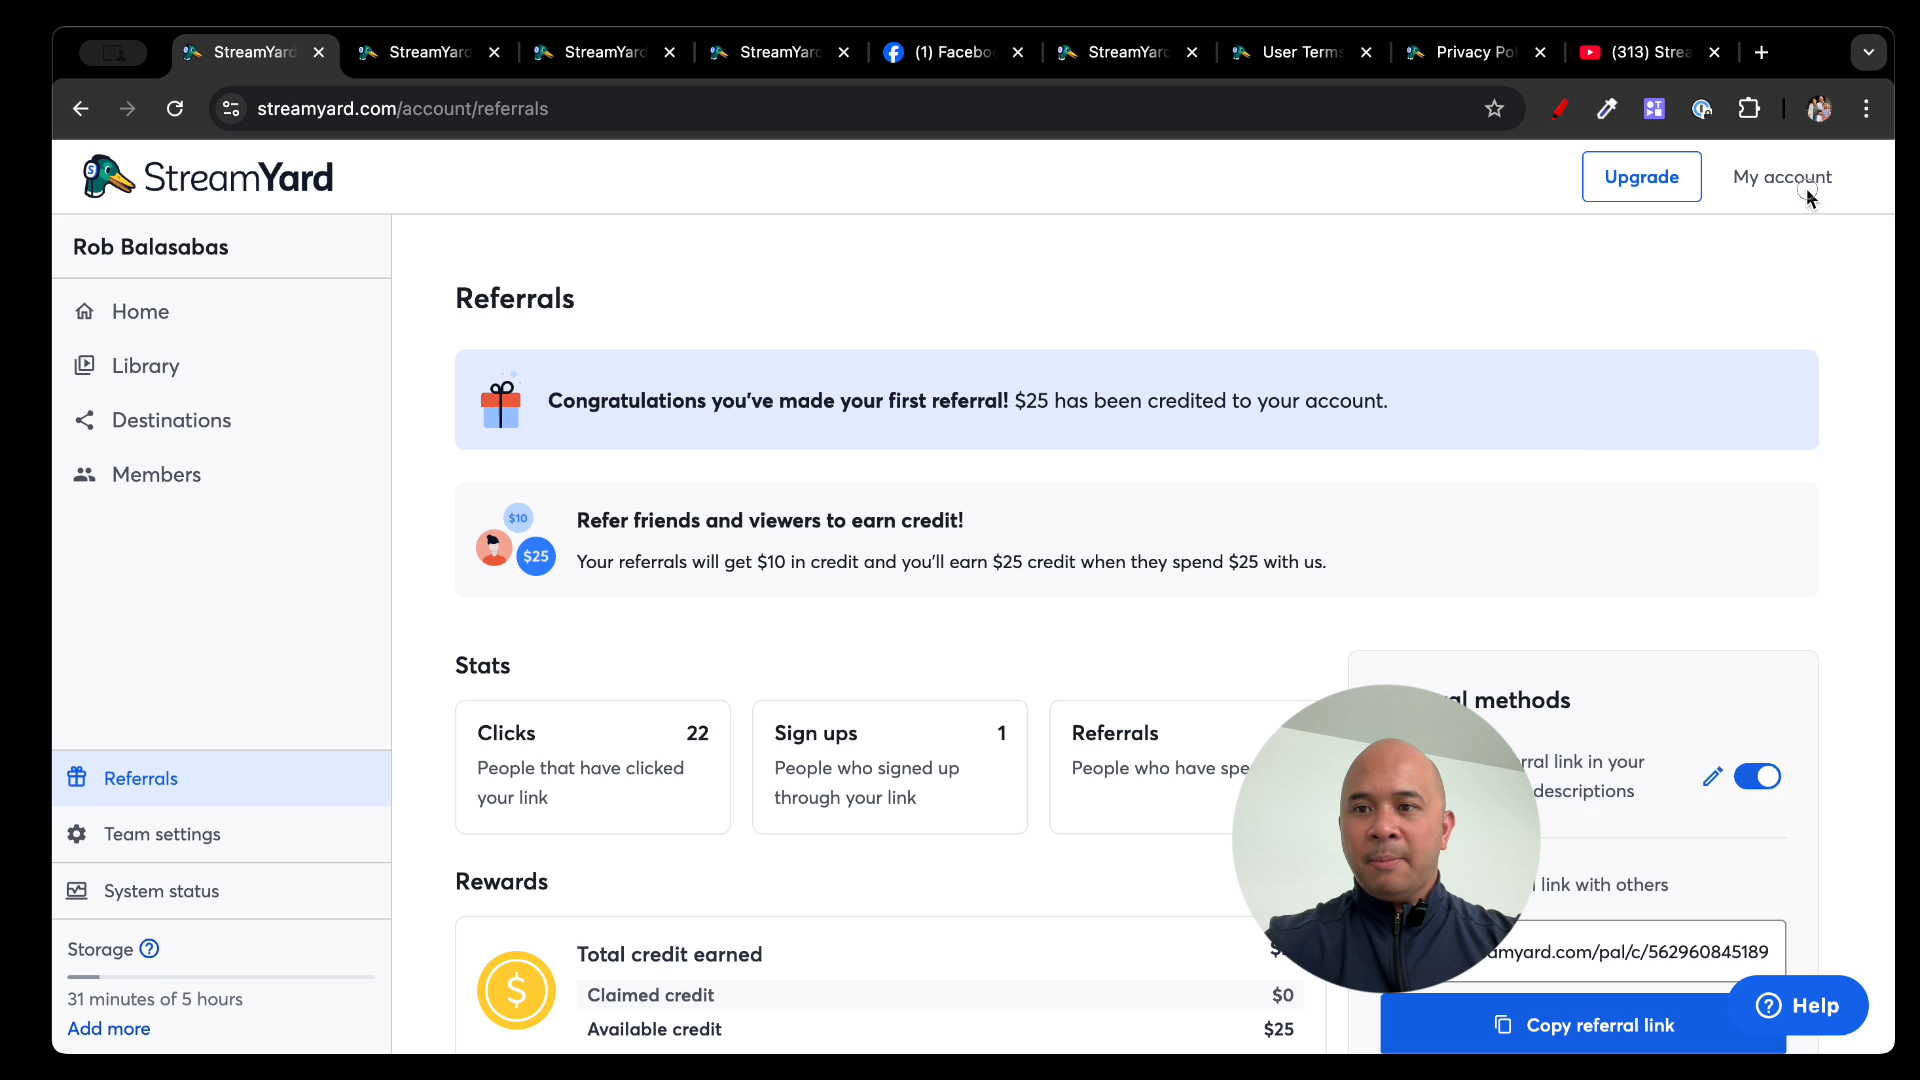 StreamYard
StreamYard
StreamYard
StreamYard
(1) Facebo
StreamYard
User Terms
Privacy Pol
(313) Strea
streamyard.com/account/referrals
StreamYard
Upgrade
My account
Rob Balasabas
Home
Library
Destinations
Members
Referrals
Team settings
System status
Storage
31 minutes of 5 hours
Add more
Referrals
Congratulations you've made your first referral! $25 has been credited to your account.
$10
$25
Refer friends and viewers to earn credit!
Your referrals will get $10 in credit and you'll earn $25 credit when they spend $25 with us.
Stats
Clicks 22
People that have clicked
your link
Sign ups 1
People who signed up
through your link
Referrals
People who have spe
Rewards
Total credit earned
Claimed credit $0
Available credit $25
methods
link in your
descriptions
link with others
amyard.com/pal/c/562960845189
Copy referral link
Help